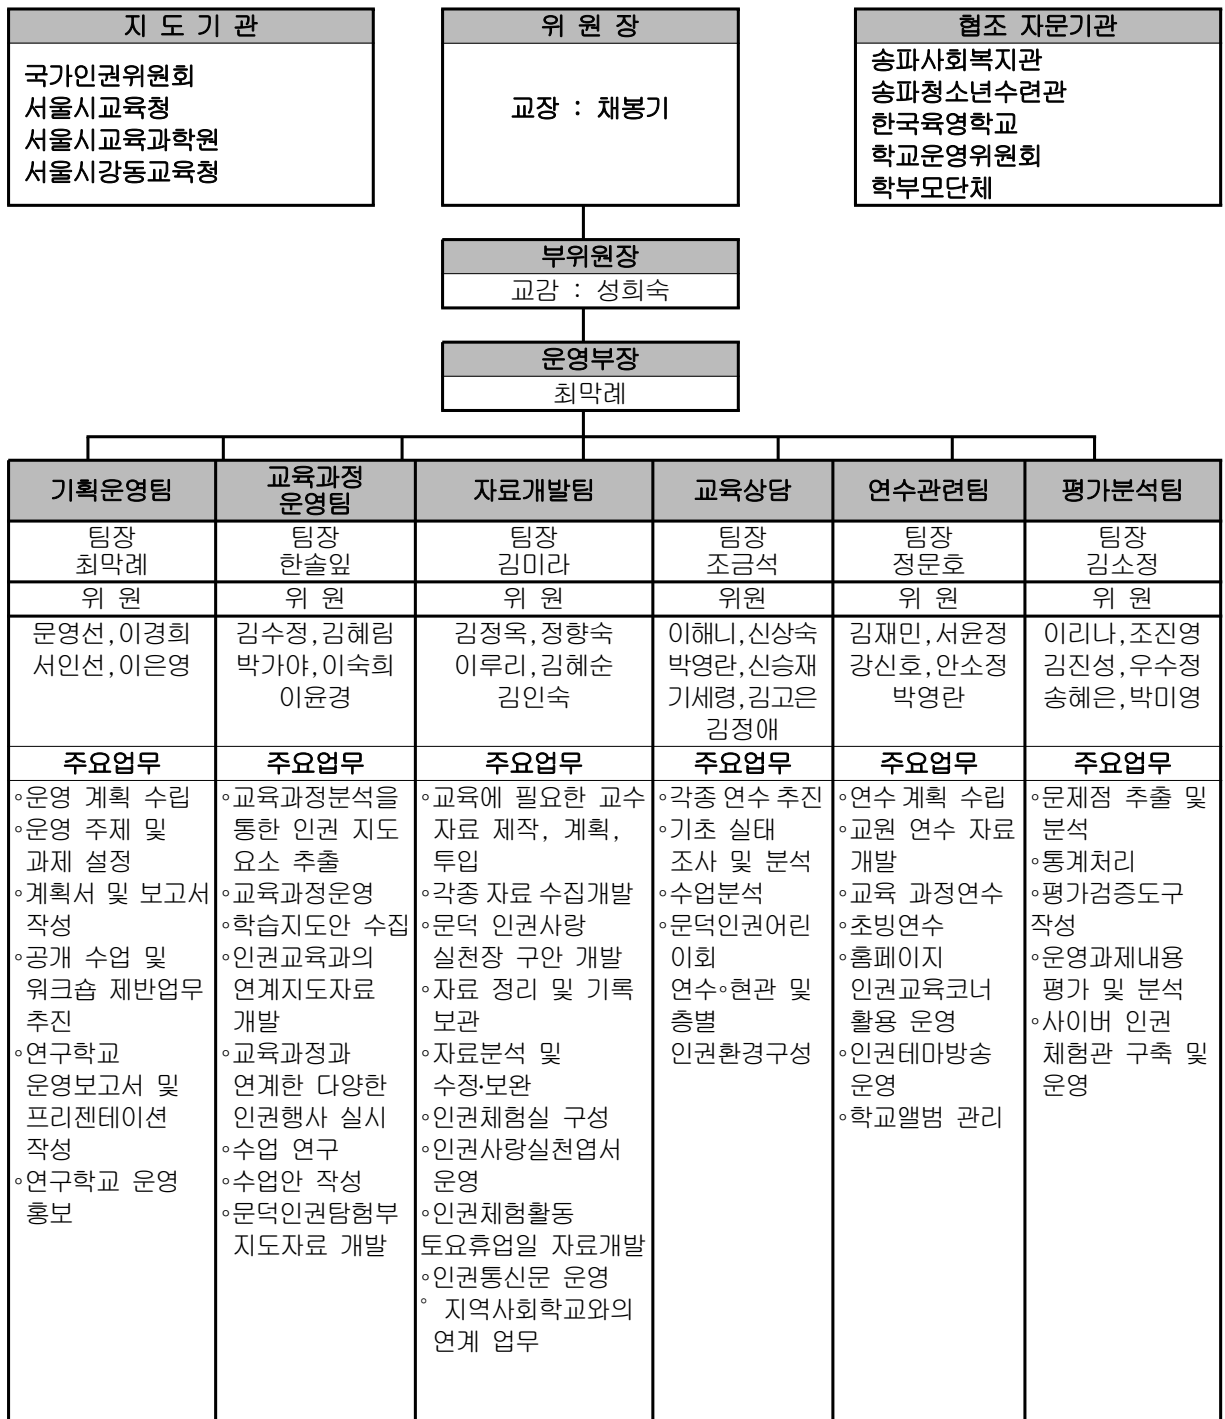 지 도 기 관
국가인권위원회
서울시교육청
서울시교육과학원
서울시강동교육청
위 원 장
교장 : 채봉기
협조 자문기관
송파사회복지관
송파청소년수련관
한국육영학교
학교운영위원회
학부모단체
부위원장
교감 : 성희숙
운영부장
최막례
기획운영팀
팀장
최막례
위 원
문영선,이경희
서인선,이은영
주요업무
◦운영 계획 수립
◦운영 주제 및
과제 설정
◦계획서 및 보고서
작성
◦공개 수업 및
워크숍 제반업무
추진
◦연구학교
운영보고서 및
프리젠테이션
작성
◦연구학교 운영
홍보
교육과정
운영팀
팀장
한솔잎
위 원
김수정,김혜림
박가야,이숙희
이윤경
주요업무
◦교육과정분석을
통한 인권 지도
요소 추출
◦교육과정운영
◦학습지도안 수집
◦인권교육과의
연계지도자료
개발
◦교육과정과
연계한 다양한
인권행사 실시
◦수업 연구
◦수업안 작성
◦문덕인권탐험부
지도자료 개발
자료개발팀
팀장
김미라
위 원
김정옥,정향숙
이루리,김혜순
김인숙
주요업무
◦교육에 필요한 교수
자료 제작, 계획,
투입
◦각종 자료 수집개발
◦문덕 인권사랑
실천장 구안 개발
◦자료 정리 및 기록
보관
◦자료분석 및
수정·보완
◦인권체험실 구성
◦인권사랑실천엽서
운영
◦인권체험활동
토요휴업일 자료개발
◦인권통신문 운영
° 지역사회학교와의
연계 업무
교육상담
팀장
조금석
위원
이해니,신상숙
박영란,신승재
기세령,김고은
김정애
주요업무
◦각종 연수 추진
◦기초 실태
조사 및 분석
◦수업분석
◦문덕인권어린
이회
연수◦현관 및
층별
인권환경구성
연수관련팀
팀장
정문호
위 원
김재민,서윤정
강신호,안소정
박영란
주요업무
◦연수 계획 수립
◦교원 연수 자료
개발
◦교육 과정연수
◦초빙연수
◦홈페이지
인권교육코너
활용 운영
◦인권테마방송
운영
◦학교앨범 관리
평가분석팀
팀장
김소정
위 원
이리나,조진영
김진성,우수정
송혜은,박미영
주요업무
◦문제점 추출 및
분석
◦통계처리
◦평가검증도구
작성
◦운영과제내용
평가 및 분석
◦사이버 인권
체험관 구축 및
운영